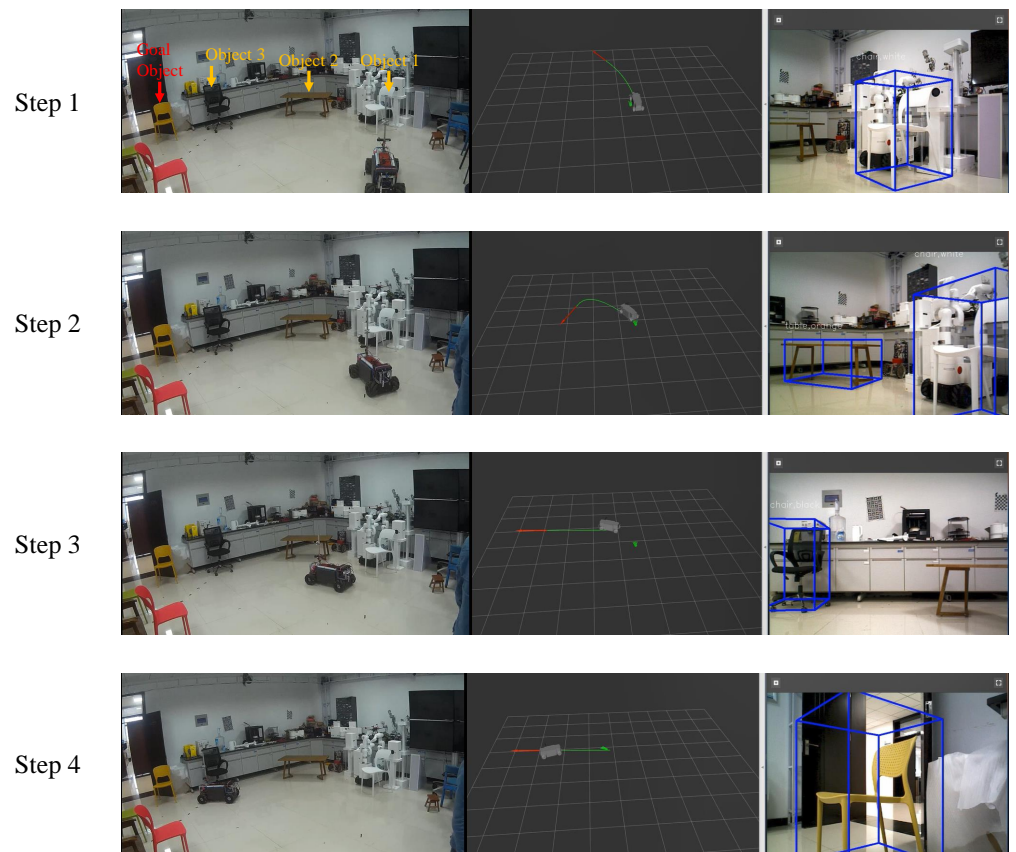 Step 1
Goal
Object
Object 3
Object 2
Object 1
chair,white
Step 2
chair,white
table,orange
Step 3
chair,black
Step 4